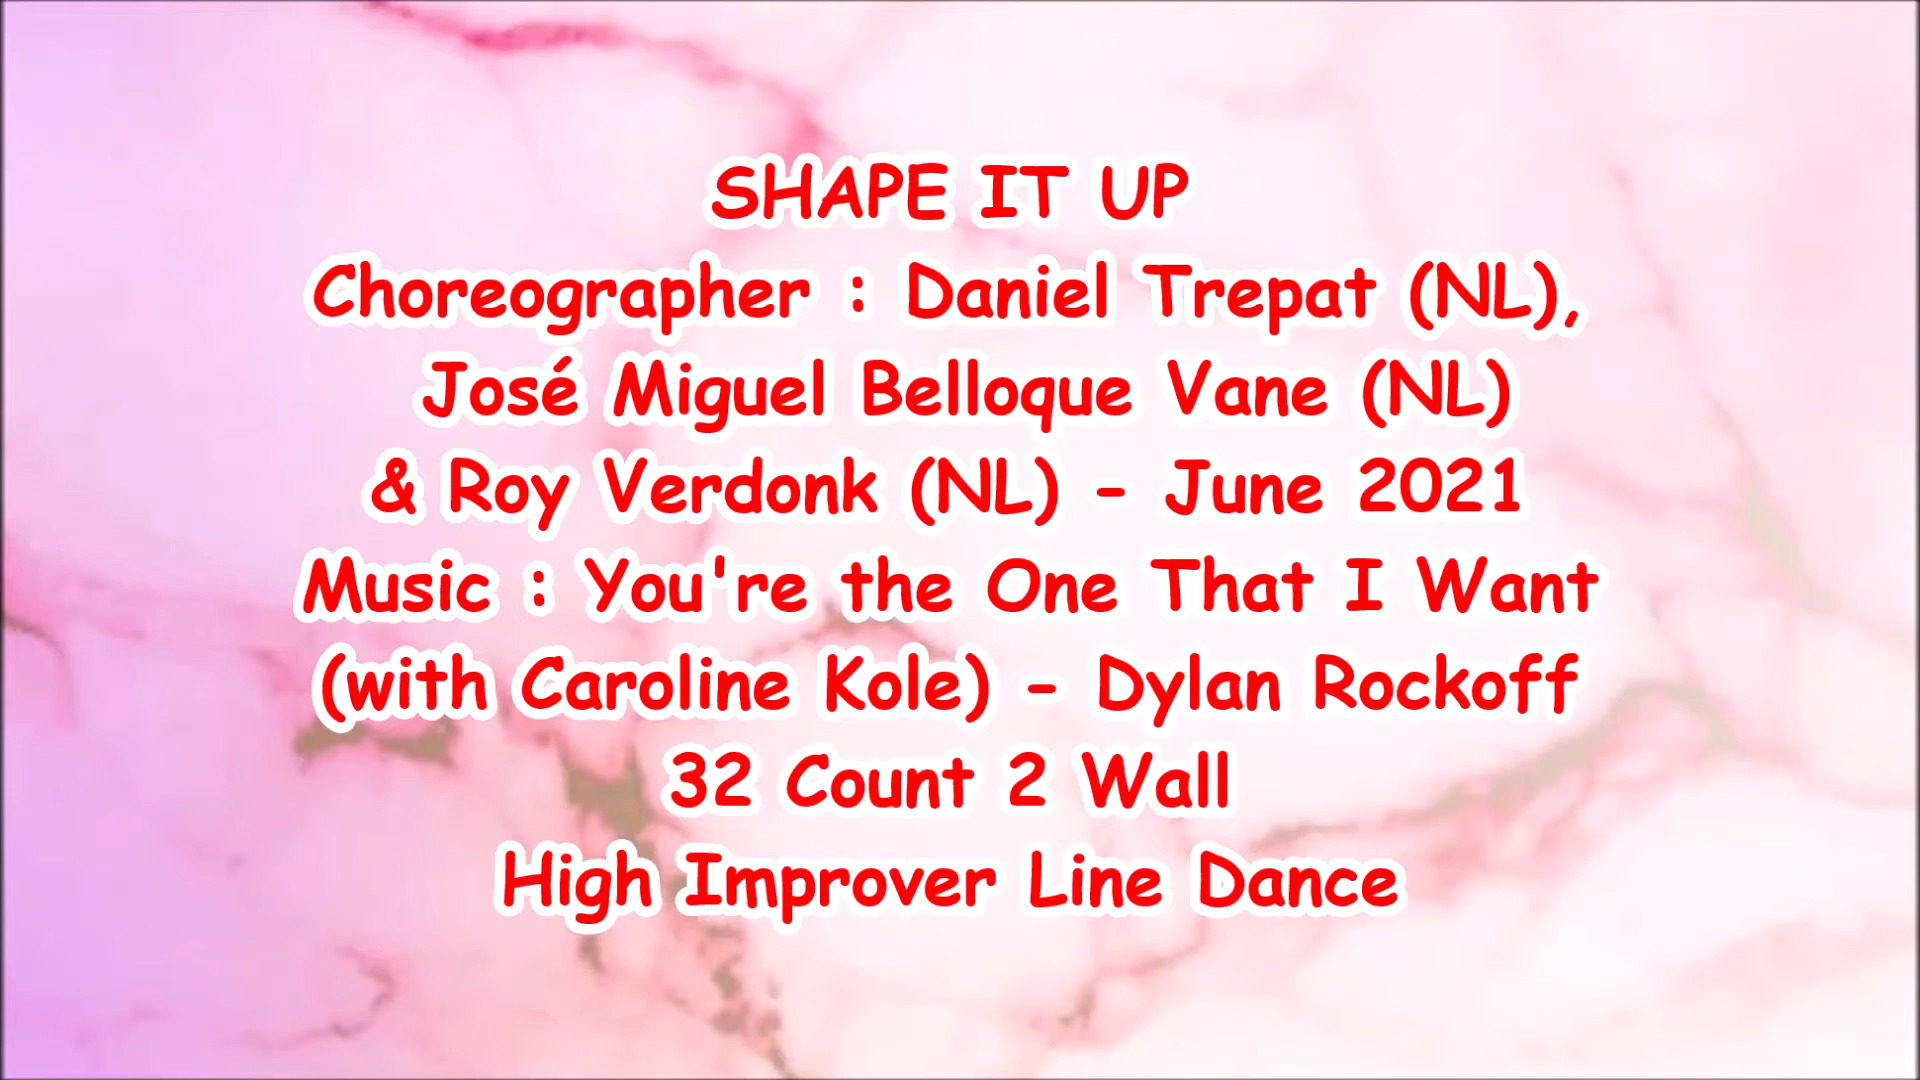 SHAPE IT UP
Choreographer : Daniel Trepat (NL),
José Miguel Belloque Vane (NL)
& Roy Verdonk (NL) - June 2021
Music : You're the One That I Want
(with Caroline Kole) - Dylan Rockoff
32 Count 2 Wall
High Improver Line Dance